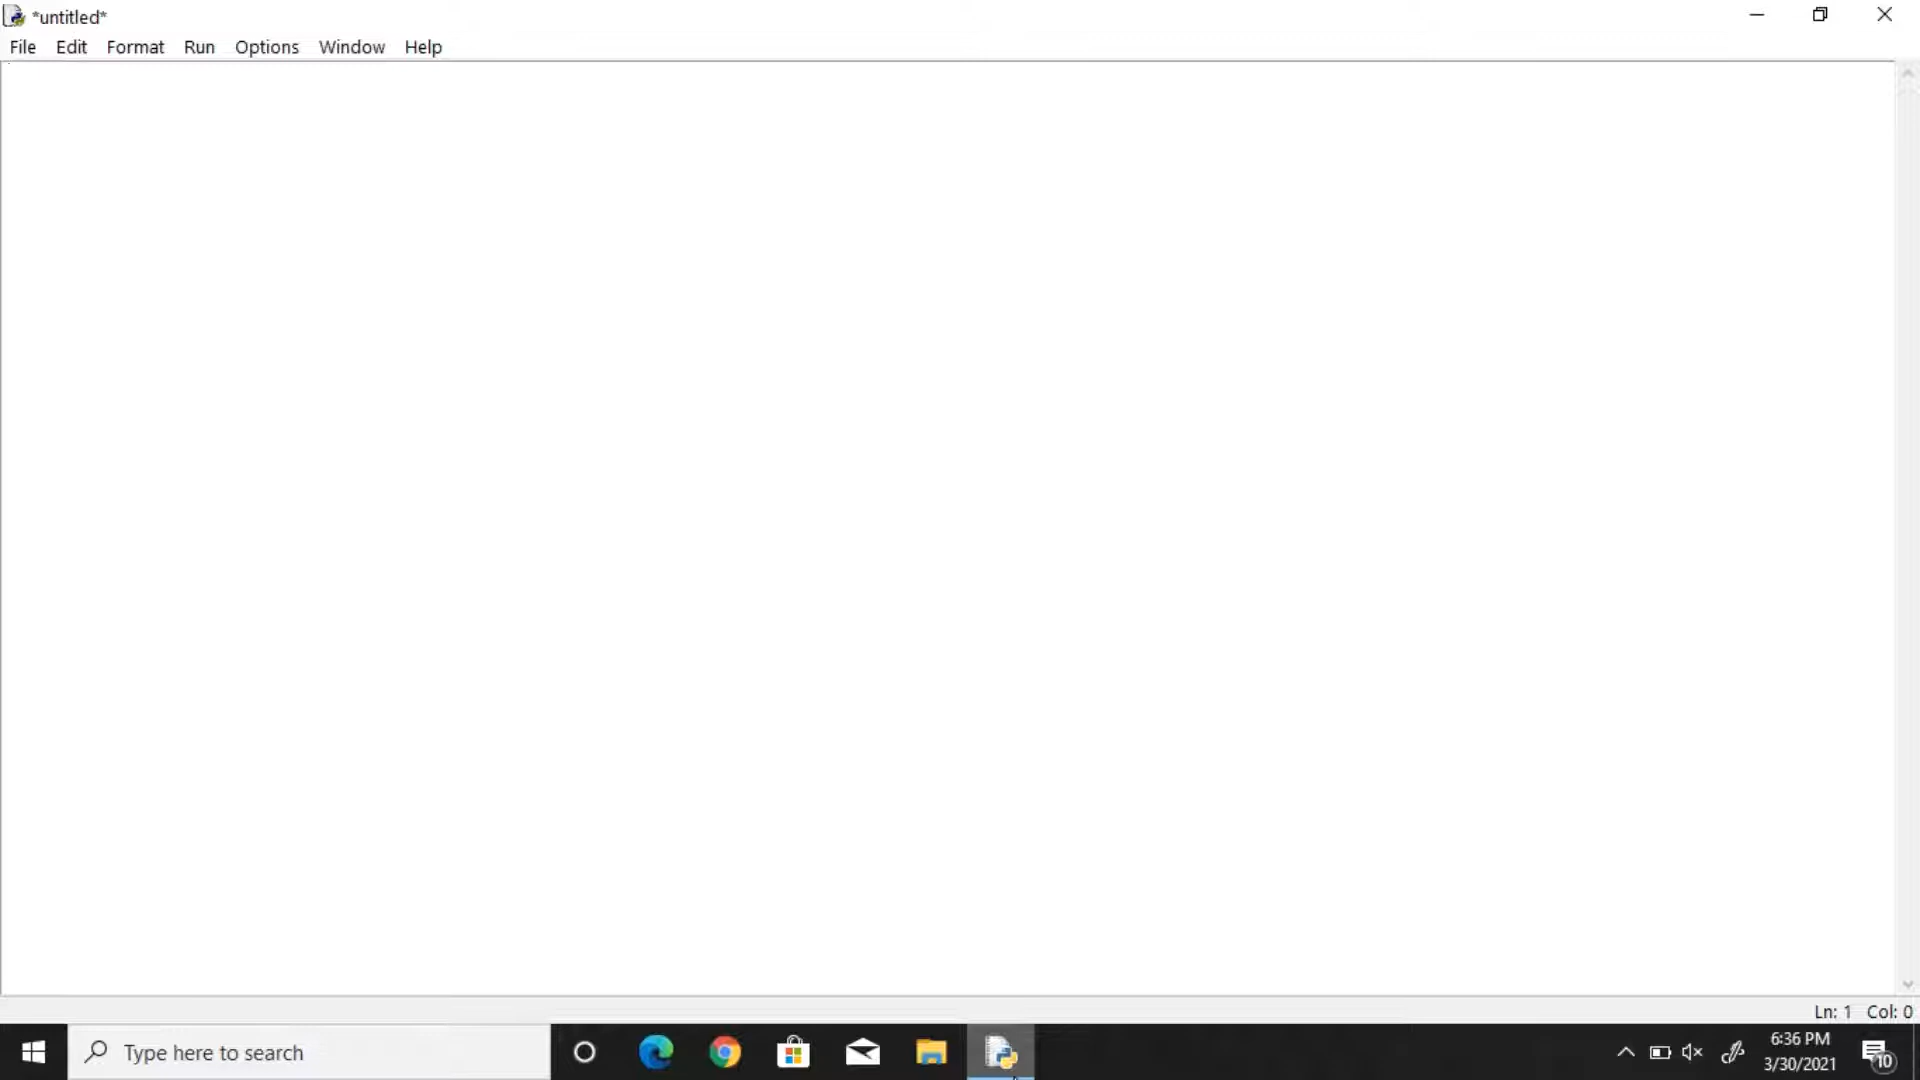 *untitled*
File Edit Format Run Options Window Help
Ln: 1 Col: 0
Type here to search
6:36 PM
3/30/2021
10